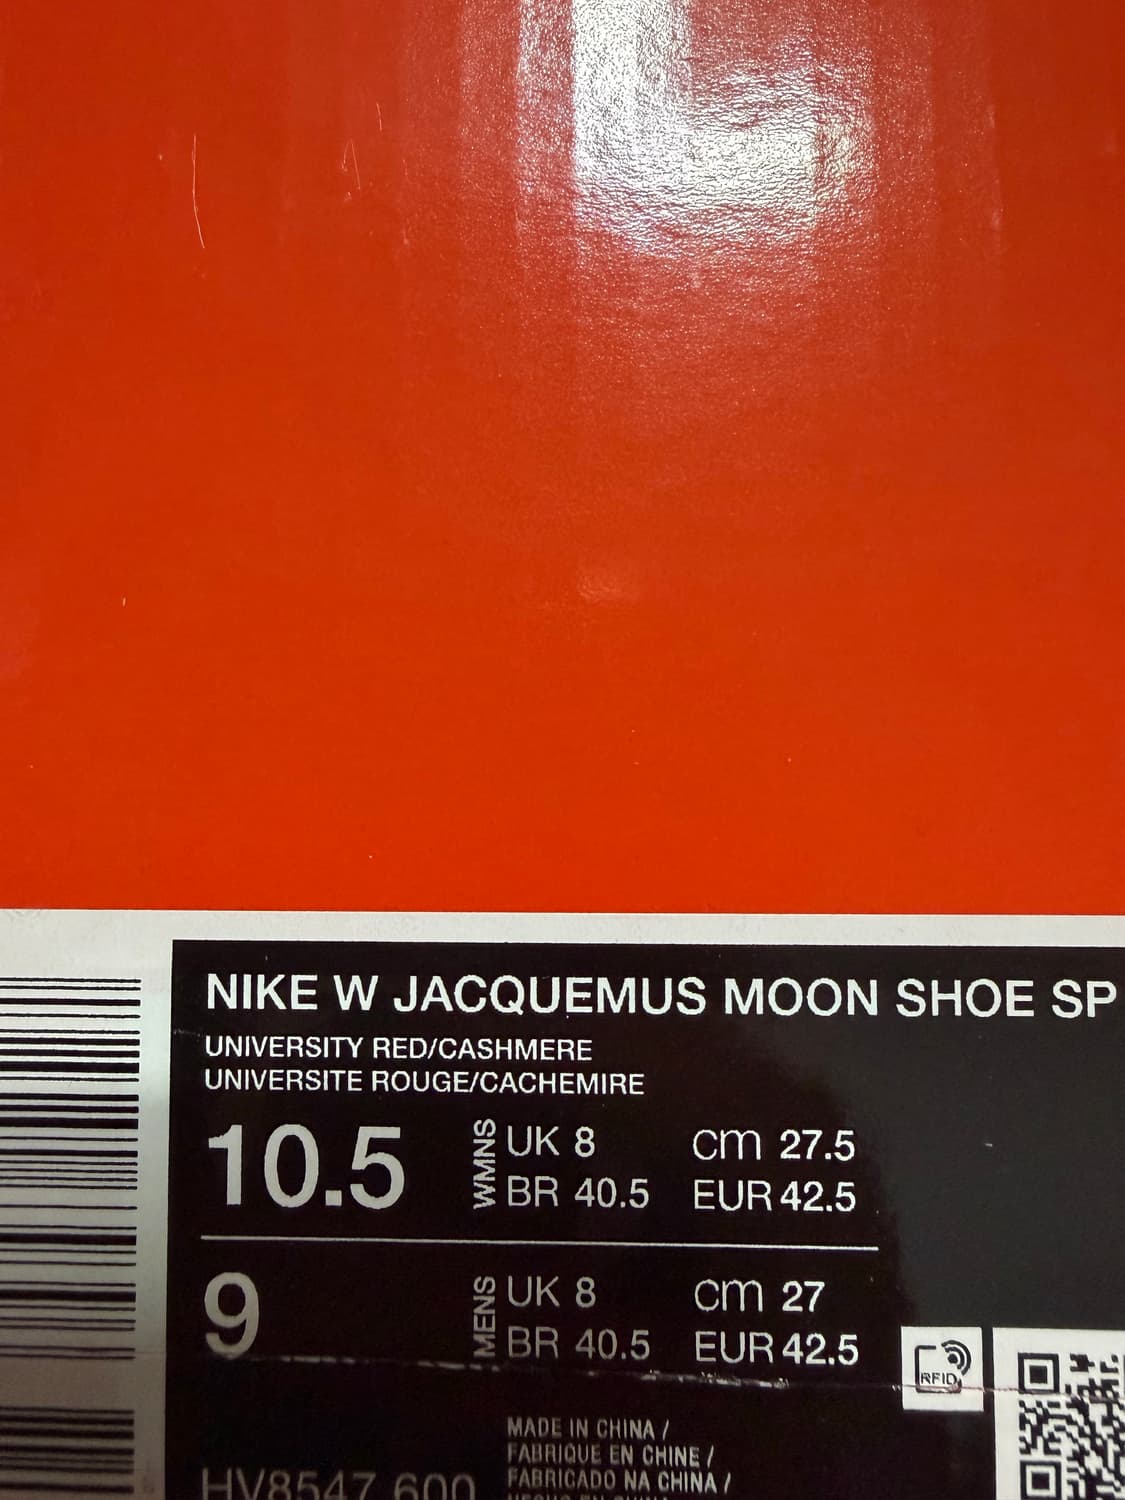 NIKE W JACQUEMUS MOON SHOE SP
UNIVERSITY RED/CASHMERE
UNIVERSITE ROUGE/CACHEMIRE
10.5 WMNS UK 8 cm 27.5
BR 40.5 EUR 42.5
9 MENS UK 8 cm 27
BR 40.5 EUR 42.5
RFID
MADE IN CHINA /
FABRIQUE EN CHINE /
FABRICADO NA CHINA /
HV8547 600